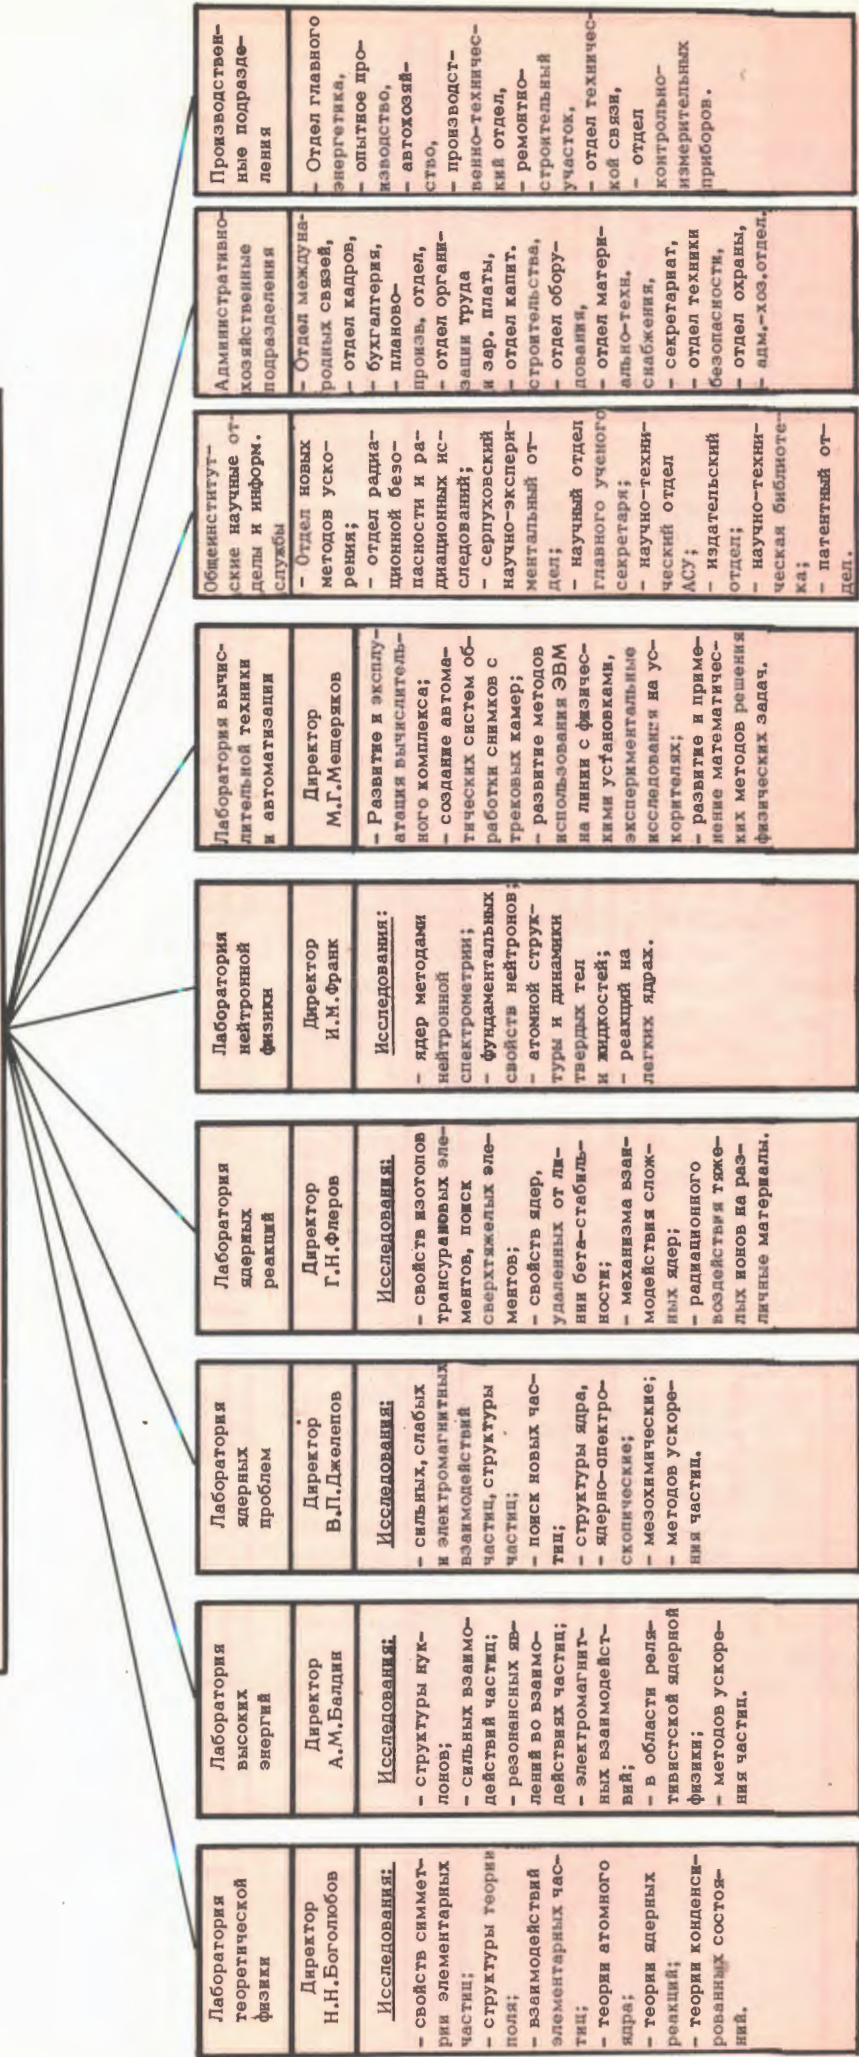 Лаборатория
теоретической
физики
Директор
Н.Н.Боголюбов
Исследования:
- свойств симмет-
рии элементарных
частиц;
- структуры теории
поля;
- взаимодействий
элементарных час-
тиц;
- теории атомного
ядра;
- теории ядерных
реакций;
- теории конденси-
рованных состоя-
ний.
Лаборатория
высоких
энергий
Директор
А.М.Балдин
Исследования:
- структуры нук-
лонов;
- сильных взаимо-
действий частиц;
- резонансных яв-
лений во взаимо-
действиях частиц;
- электромагнит-
ных взаимодейст-
вий;
- в области реля-
тивистской ядерной
физики;
- методов ускоре-
ния частиц.
Лаборатория
ядерных
проблем
Директор
В.П.Джелепов
Исследования:
- сильных, слабых
и электромагнитных
взаимодействий
частиц, структуры
частиц;
- поиск новых час-
тиц;
- структуры ядра,
- ядерно-спектро-
скопические;
- мезохимические;
- методов ускоре-
ния частиц.
Лаборатория
ядерных
реакций
Директор
Г.Н.Флеров
Исследования:
- свойств изотопов
трансурановых эле-
ментов, поиск
сверхтяжелых эле-
ментов;
- свойств ядер,
удаленных от ли-
нии бета-стабиль-
ности;
- механизма взаи-
модействия слож-
ных ядер;
- радиационного
воздействия тяже-
лых ионов на раз-
личные материалы.
Лаборатория
нейтронной
физики
Директор
И.М.Франк
Исследования:
- ядер методами
нейтронной
спектрометрии;
- фундаментальных
свойств нейтронов;
- атомной струк-
туры и динамики
твердых тел
и жидкостей;
- реакций на
легких ядрах.
Лаборатория вычис-
лительной техники
и автоматизации
Директор
М.Г.Мещеряков
- Развитие и эксплу-
атация вычислитель-
ного комплекса;
- создание автома-
тических систем об-
работки снимков с
трековых камер;
- развитие методов
использования ЭВМ
на линии с физичес-
кими установками,
экспериментальные
исследования на ус-
корителях;
- развитие и приме-
нение математичес-
ких методов решения
физических задач.
Общеинститут-
ские научные от-
делы и информ.
службы
- Отдел новых
методов уско-
рения;
- отдел радиа-
ционной безо-
пасности и ра-
диационных ис-
следований;
- серпуховский
научно-экспери-
ментальный от-
дел;
- научный отдел
главного ученого
секретаря;
- научно-техни-
ческий отдел
АСУ;
- издательский
отдел;
- научно-техни-
ческая библиоте-
ка;
- патентный от-
дел.
Административно-
хозяйственные
подразделения
- Отдел междуна-
родных связей,
- отдел кадров,
- бухгалтерия,
- планово-
произв. отдел,
- отдел органи-
зации труда
и зар. платы,
- отдел капит.
строительства,
- отдел обору-
дования,
- отдел матери-
ально-техн.
снабжения,
- секретариат,
- отдел техники
безопасности,
- отдел охраны,
- адм.-хоз.отдел.
Производствен-
ные подразде-
ления
- Отдел главного
энергетика,
- опытное про-
изводство,
- автохозяй-
ство,
- производст-
венно-техничес-
кий отдел,
- ремонтно-
строительный
участок,
- отдел техничес-
кой связи,
- отдел
контрольно-
измерительных
приборов.